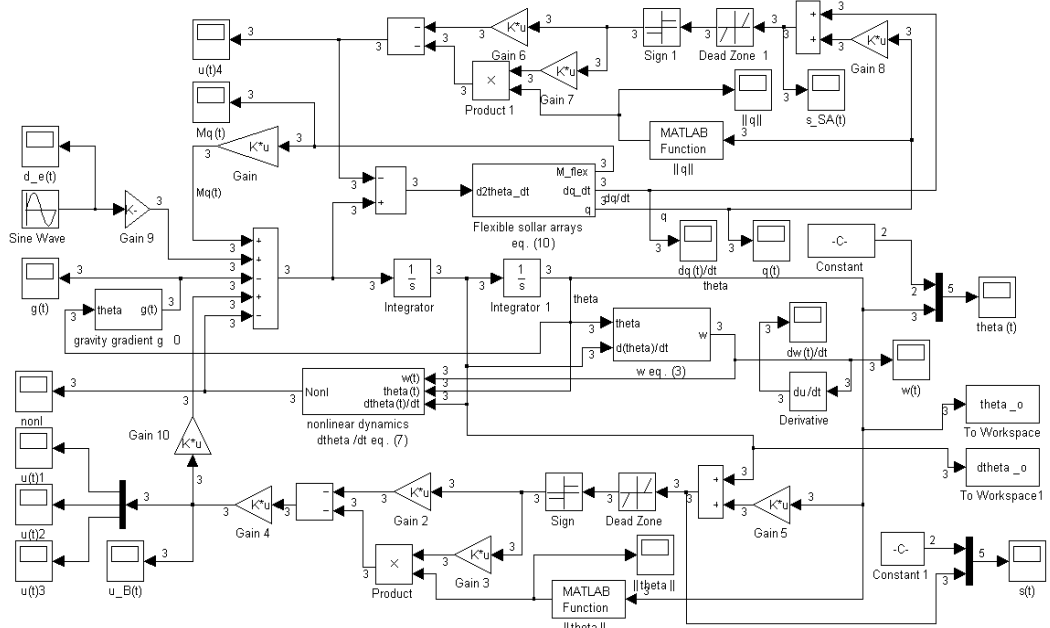 u(t)4
Gain 6
Sign 1
Dead Zone 1
Gain 8
K*u
K*u
K*u
Gain 7
Product 1
s_SA(t)
||q||
MATLAB
Function
||q||
Mq(t)
K*u
Gain
Mq(t)
d_e(t)
Sine Wave
K-
Gain 9
d2theta_dt
M_flex
dq_dt
q
Flexible sollar arrays
eq. (10)
dq/dt
q
dq(t)/dt
q(t)
-C-
Constant
theta (t)
g(t)
theta
g(t)
gravity gradient g 0
1
s
Integrator
1
s
Integrator 1
theta
theta
theta
d(theta)/dt
w
w eq. (3)
dw(t)/dt
du/dt
Derivative
w(t)
nonl
Nonl
w(t)
theta(t)
dtheta(t)/dt
nonlinear dynamics
dtheta /dt eq. (7)
theta _o
To Workspace
dtheta _o
To Workspace1
Gain 10
K*u
u(t)1
u(t)2
u(t)3
u_B(t)
K*u
Gain 4
K*u
Gain 2
Sign
Dead Zone
K*u
Gain 5
K*u
Gain 3
Product
||theta ||
MATLAB
Function
||theta ||
-C-
Constant 1
s(t)